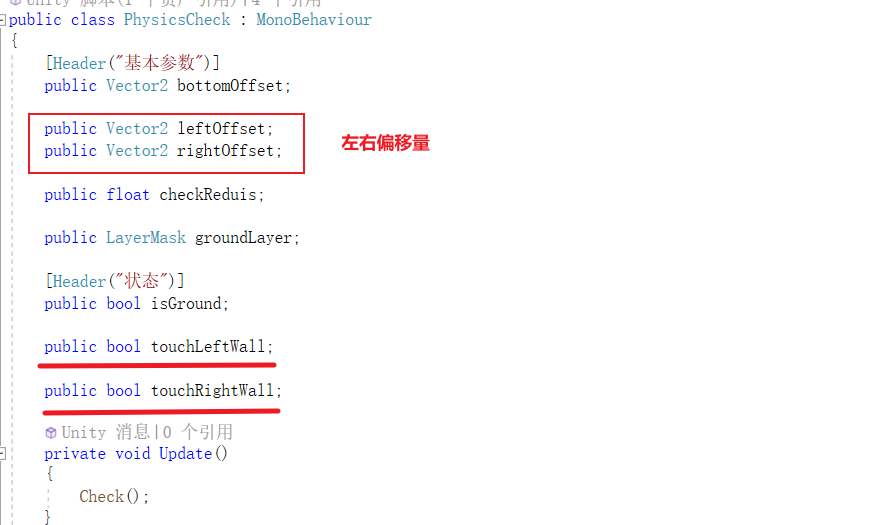 Unity 脚本(1 个资产引用)|4 个引用
public class PhysicsCheck : MonoBehaviour
{
[Header("基本参数")]
public Vector2 bottomOffset;
public Vector2 leftOffset;
左右偏移量
public Vector2 rightOffset;
public float checkReduis;
public LayerMask groundLayer;
[Header("状态")]
public bool isGround;
public bool touchLeftWall;
public bool touchRightWall;
Unity 消息|0 个引用
private void Update()
{
Check();
}